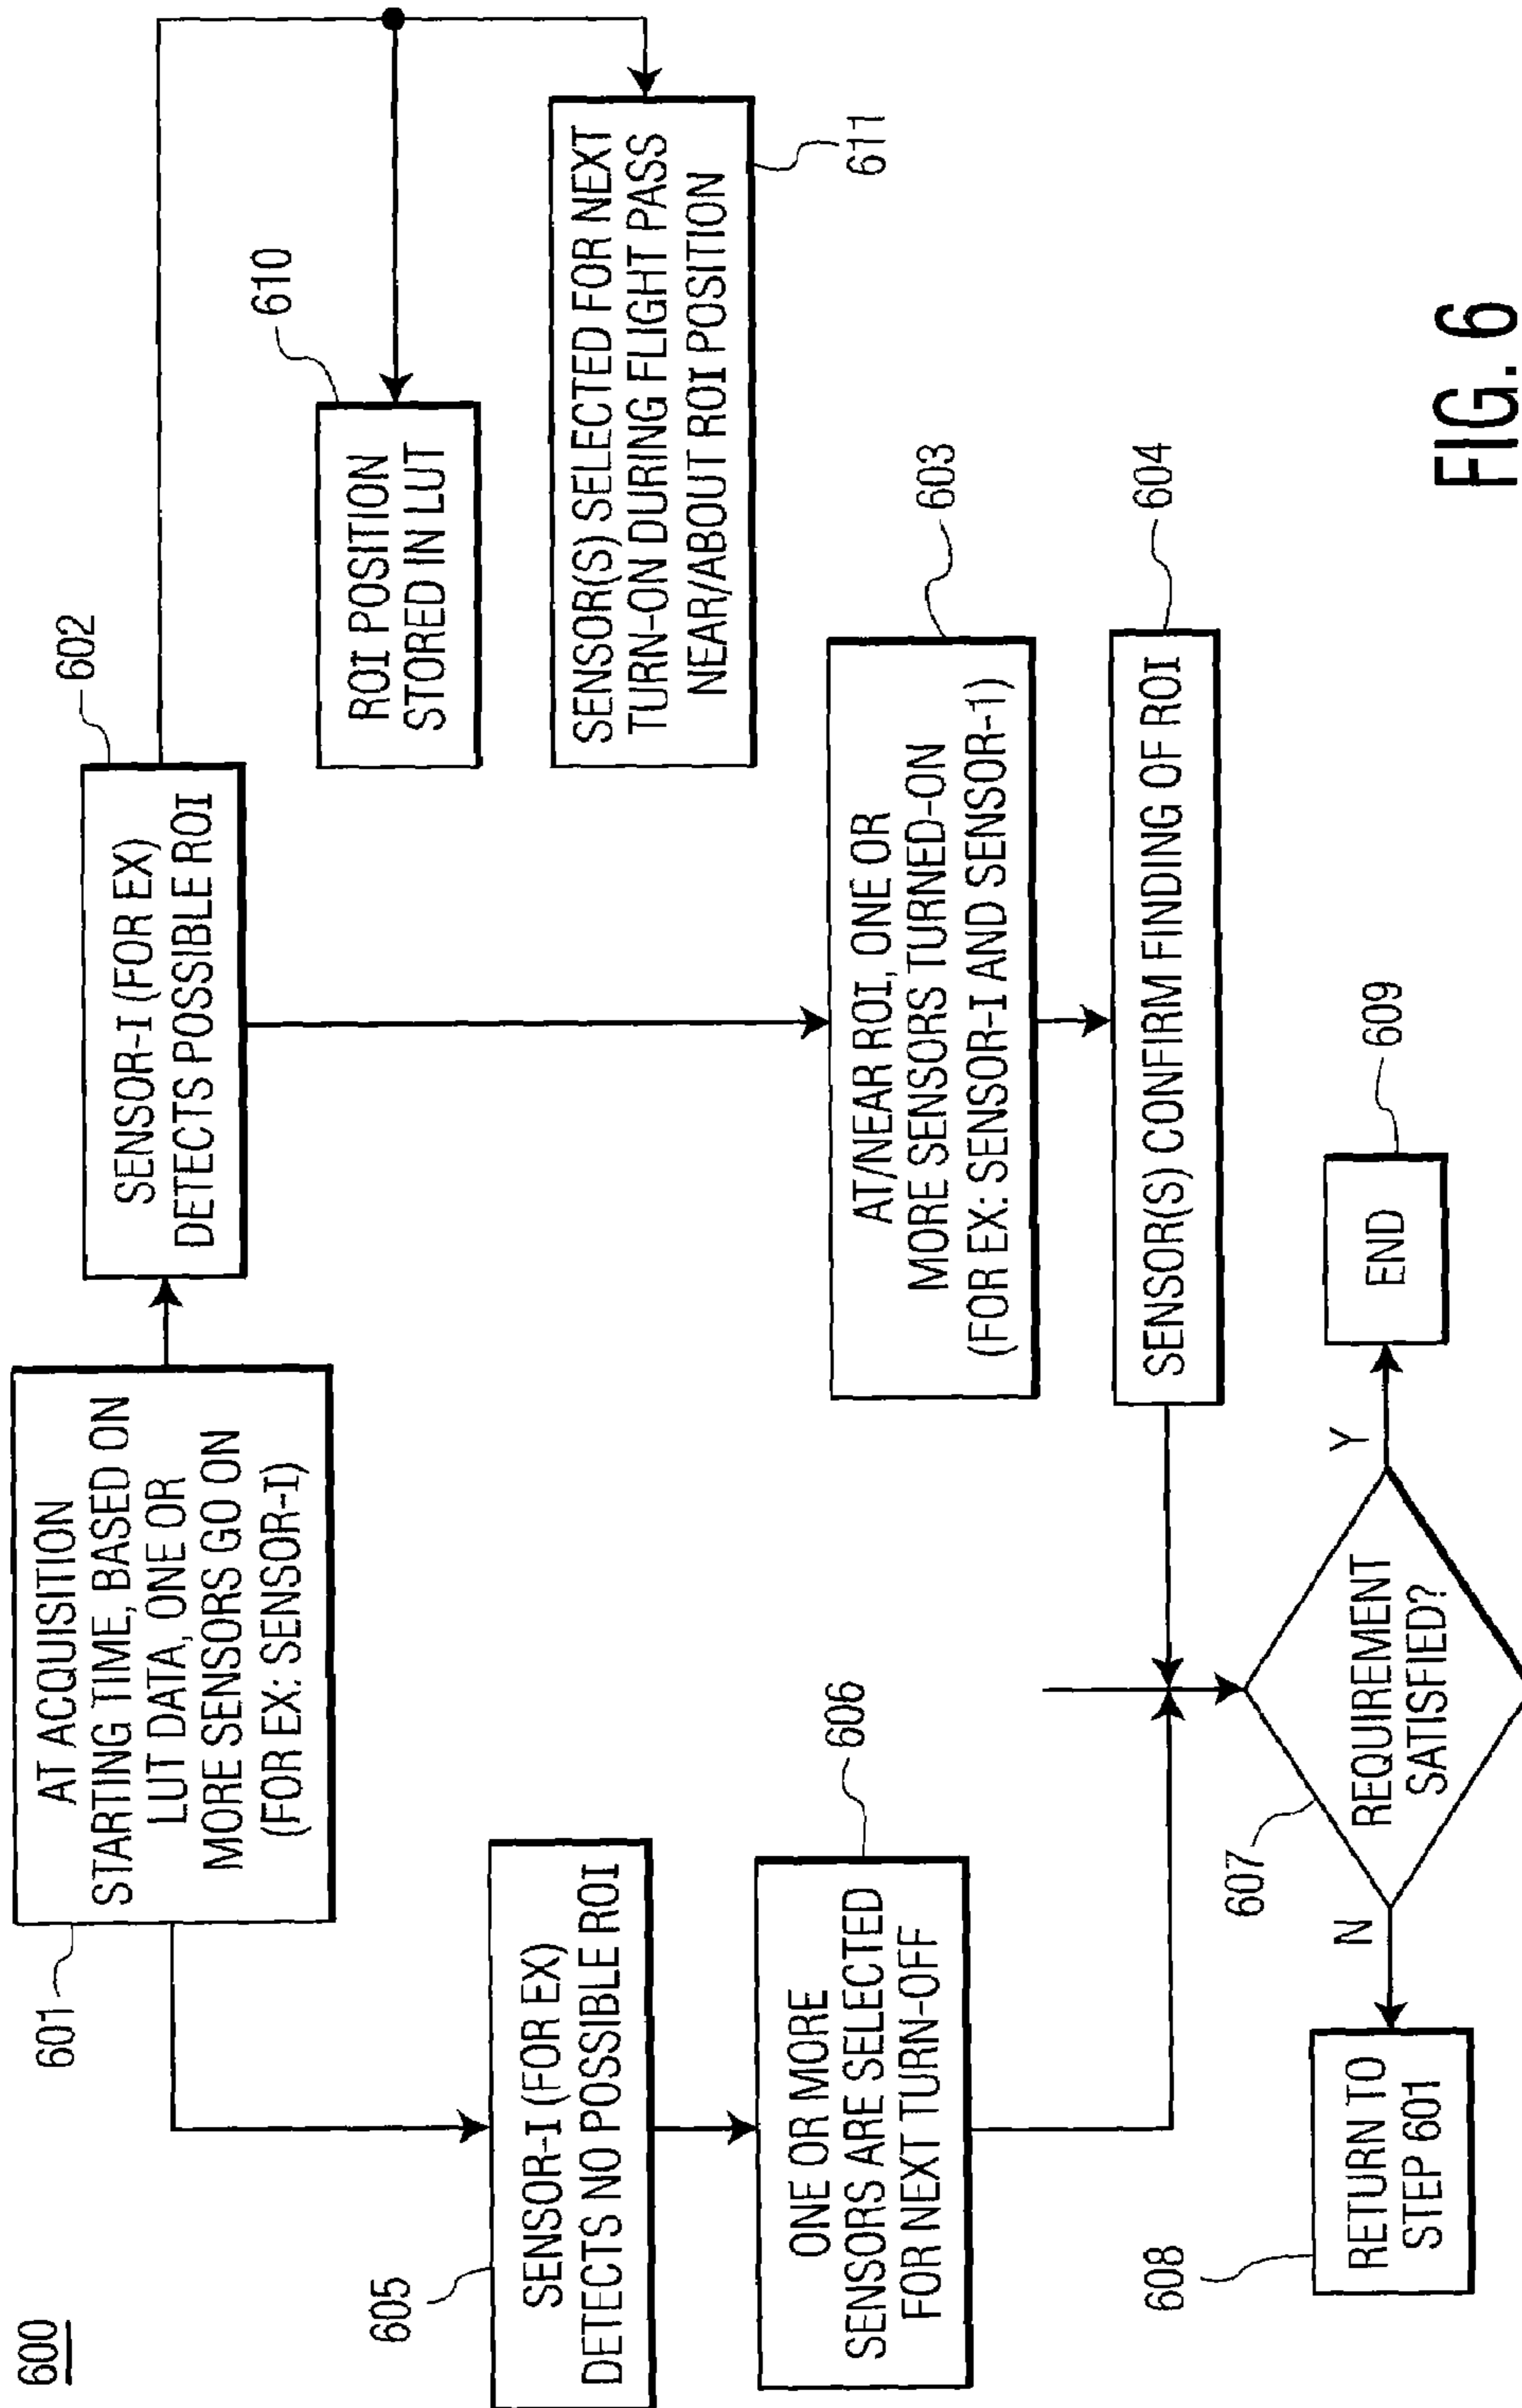 600
601
AT ACQUISITION
STARTING TIME, BASED ON
LUT DATA, ONE OR
MORE SENSORS GO ON
(FOR EX: SENSOR-I)
602
SENSOR-I (FOR EX)
DETECTS POSSIBLE ROI
610
ROI POSITION
STORED IN LUT
SENSOR(S) SELECTED FOR NEXT
TURN-ON DURING FLIGHT PASS
NEAR/ABOUT ROI POSITION
611
605
SENSOR-I (FOR EX)
DETECTS NO POSSIBLE ROI
ONE OR MORE
SENSORS ARE SELECTED
FOR NEXT TURN-OFF
606
603
AT/NEAR ROI, ONE OR
MORE SENSORS TURNED-ON
(FOR EX: SENSOR-I AND SENSOR-1)
604
SENSOR(S) CONFIRM FINDING OF ROI
607
REQUIREMENT
SATISFIED?
N
Y
608
RETURN TO
STEP 601
END
609
FIG. 6